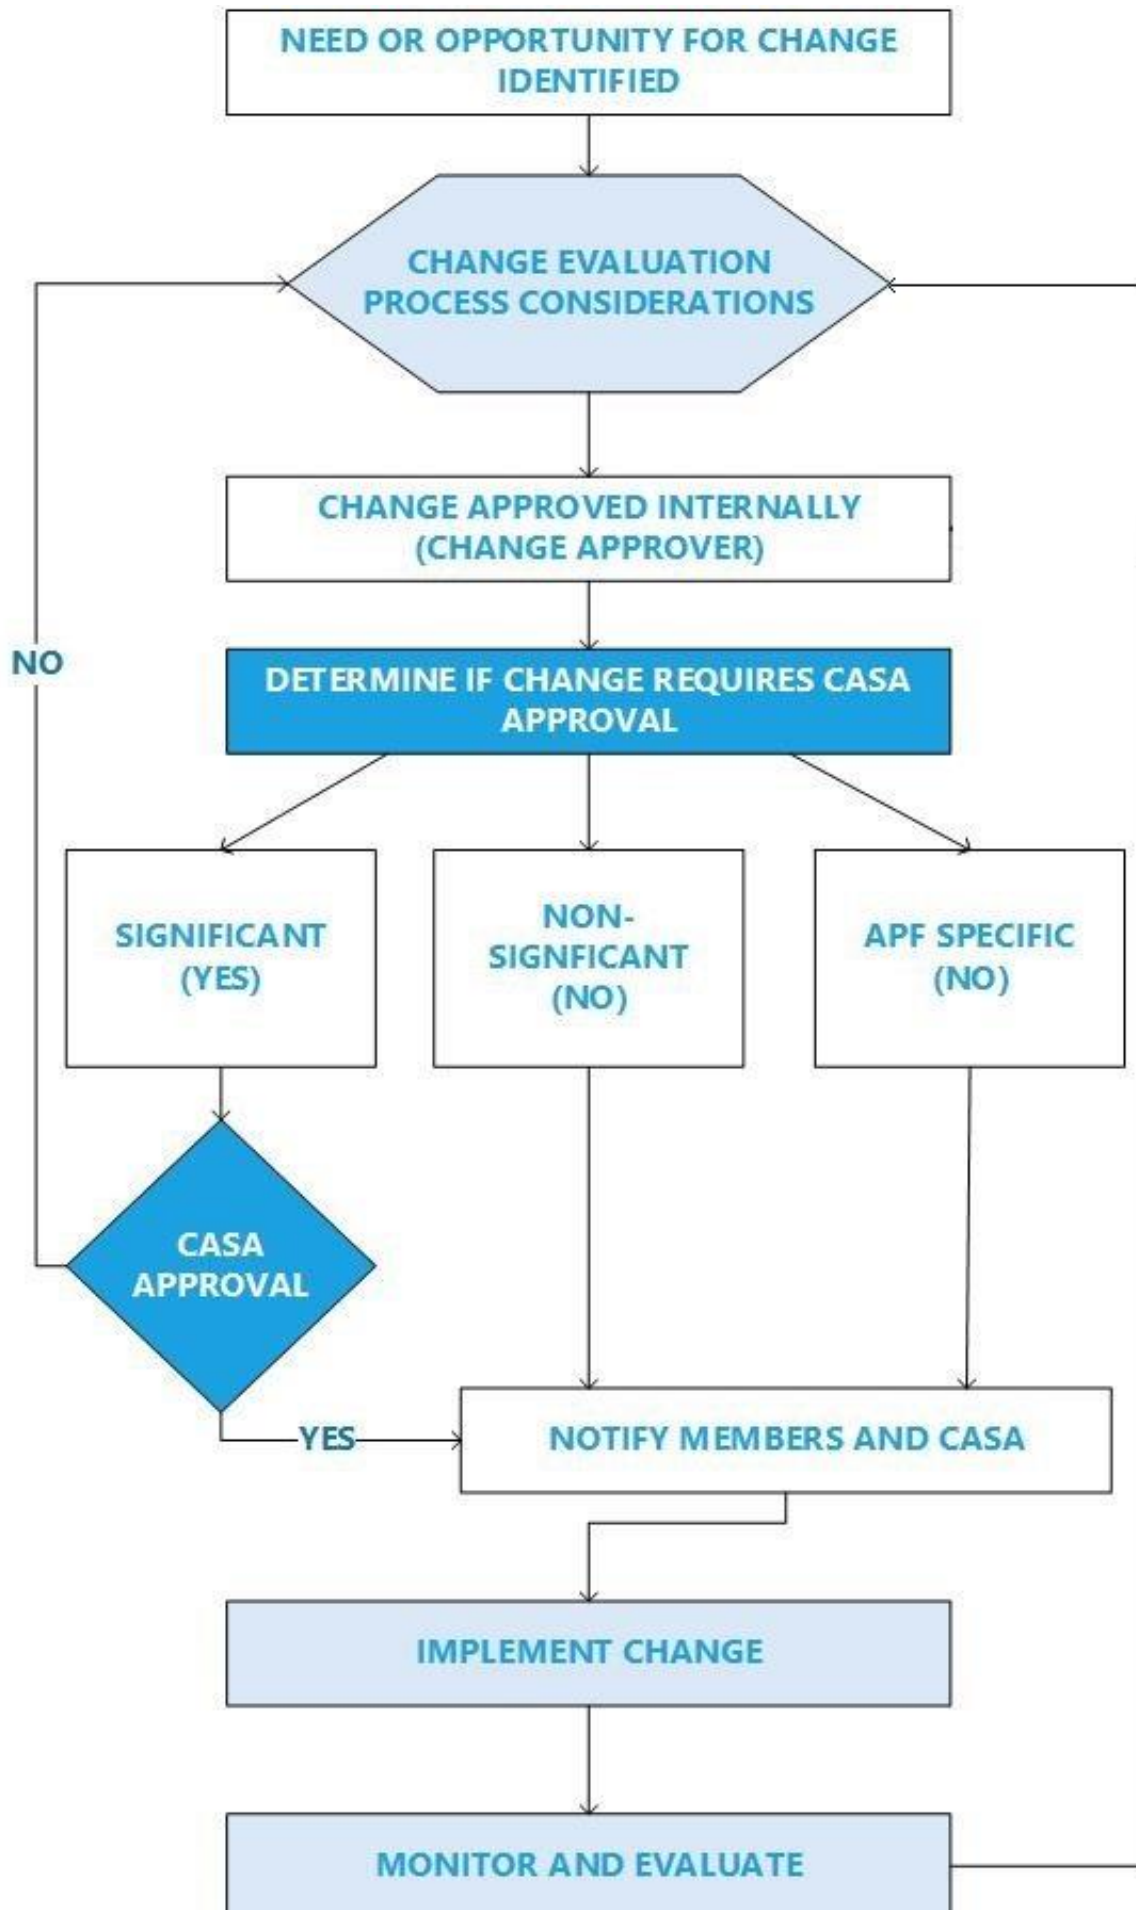 NEED OR OPPORTUNITY FOR CHANGE
IDENTIFIED
CHANGE EVALUATION
PROCESS CONSIDERATIONS
CHANGE APPROVED INTERNALLY
(CHANGE APPROVER)
NO
DETERMINE IF CHANGE REQUIRES CASA
APPROVAL
SIGNIFICANT
(YES)
NON-
SIGNFICANT
(NO)
APF SPECIFIC
(NO)
CASA
APPROVAL
YES
NOTIFY MEMBERS AND CASA
IMPLEMENT CHANGE
MONITOR AND EVALUATE